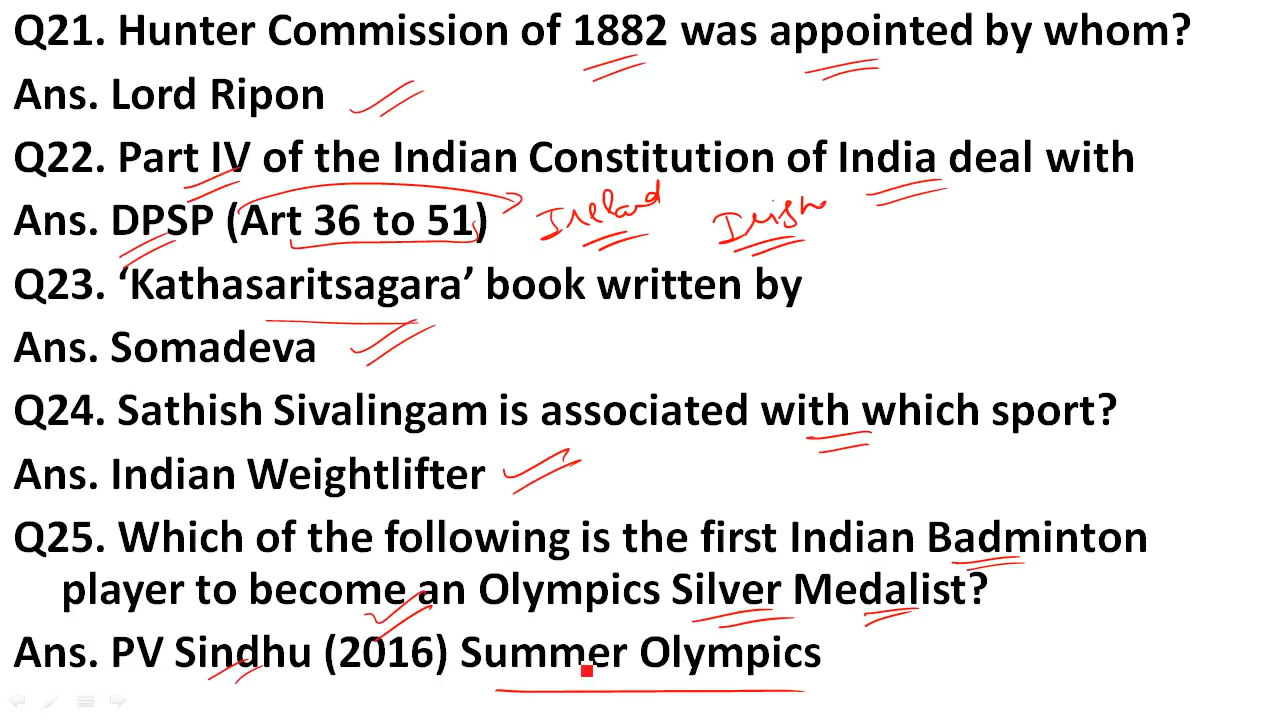 Q21. Hunter Commission of 1882 was appointed by whom?
Ans. Lord Ripon
Q22. Part IV of the Indian Constitution of India deal with
Ans. DPSP (Art 36 to 51) Ireland Irish
Q23. ‘Kathasaritsagara’ book written by
Ans. Somadeva
Q24. Sathish Sivalingam is associated with which sport?
Ans. Indian Weightlifter
Q25. Which of the following is the first Indian Badminton
player to become an Olympics Silver Medalist?
Ans. PV Sindhu (2016) Summer Olympics